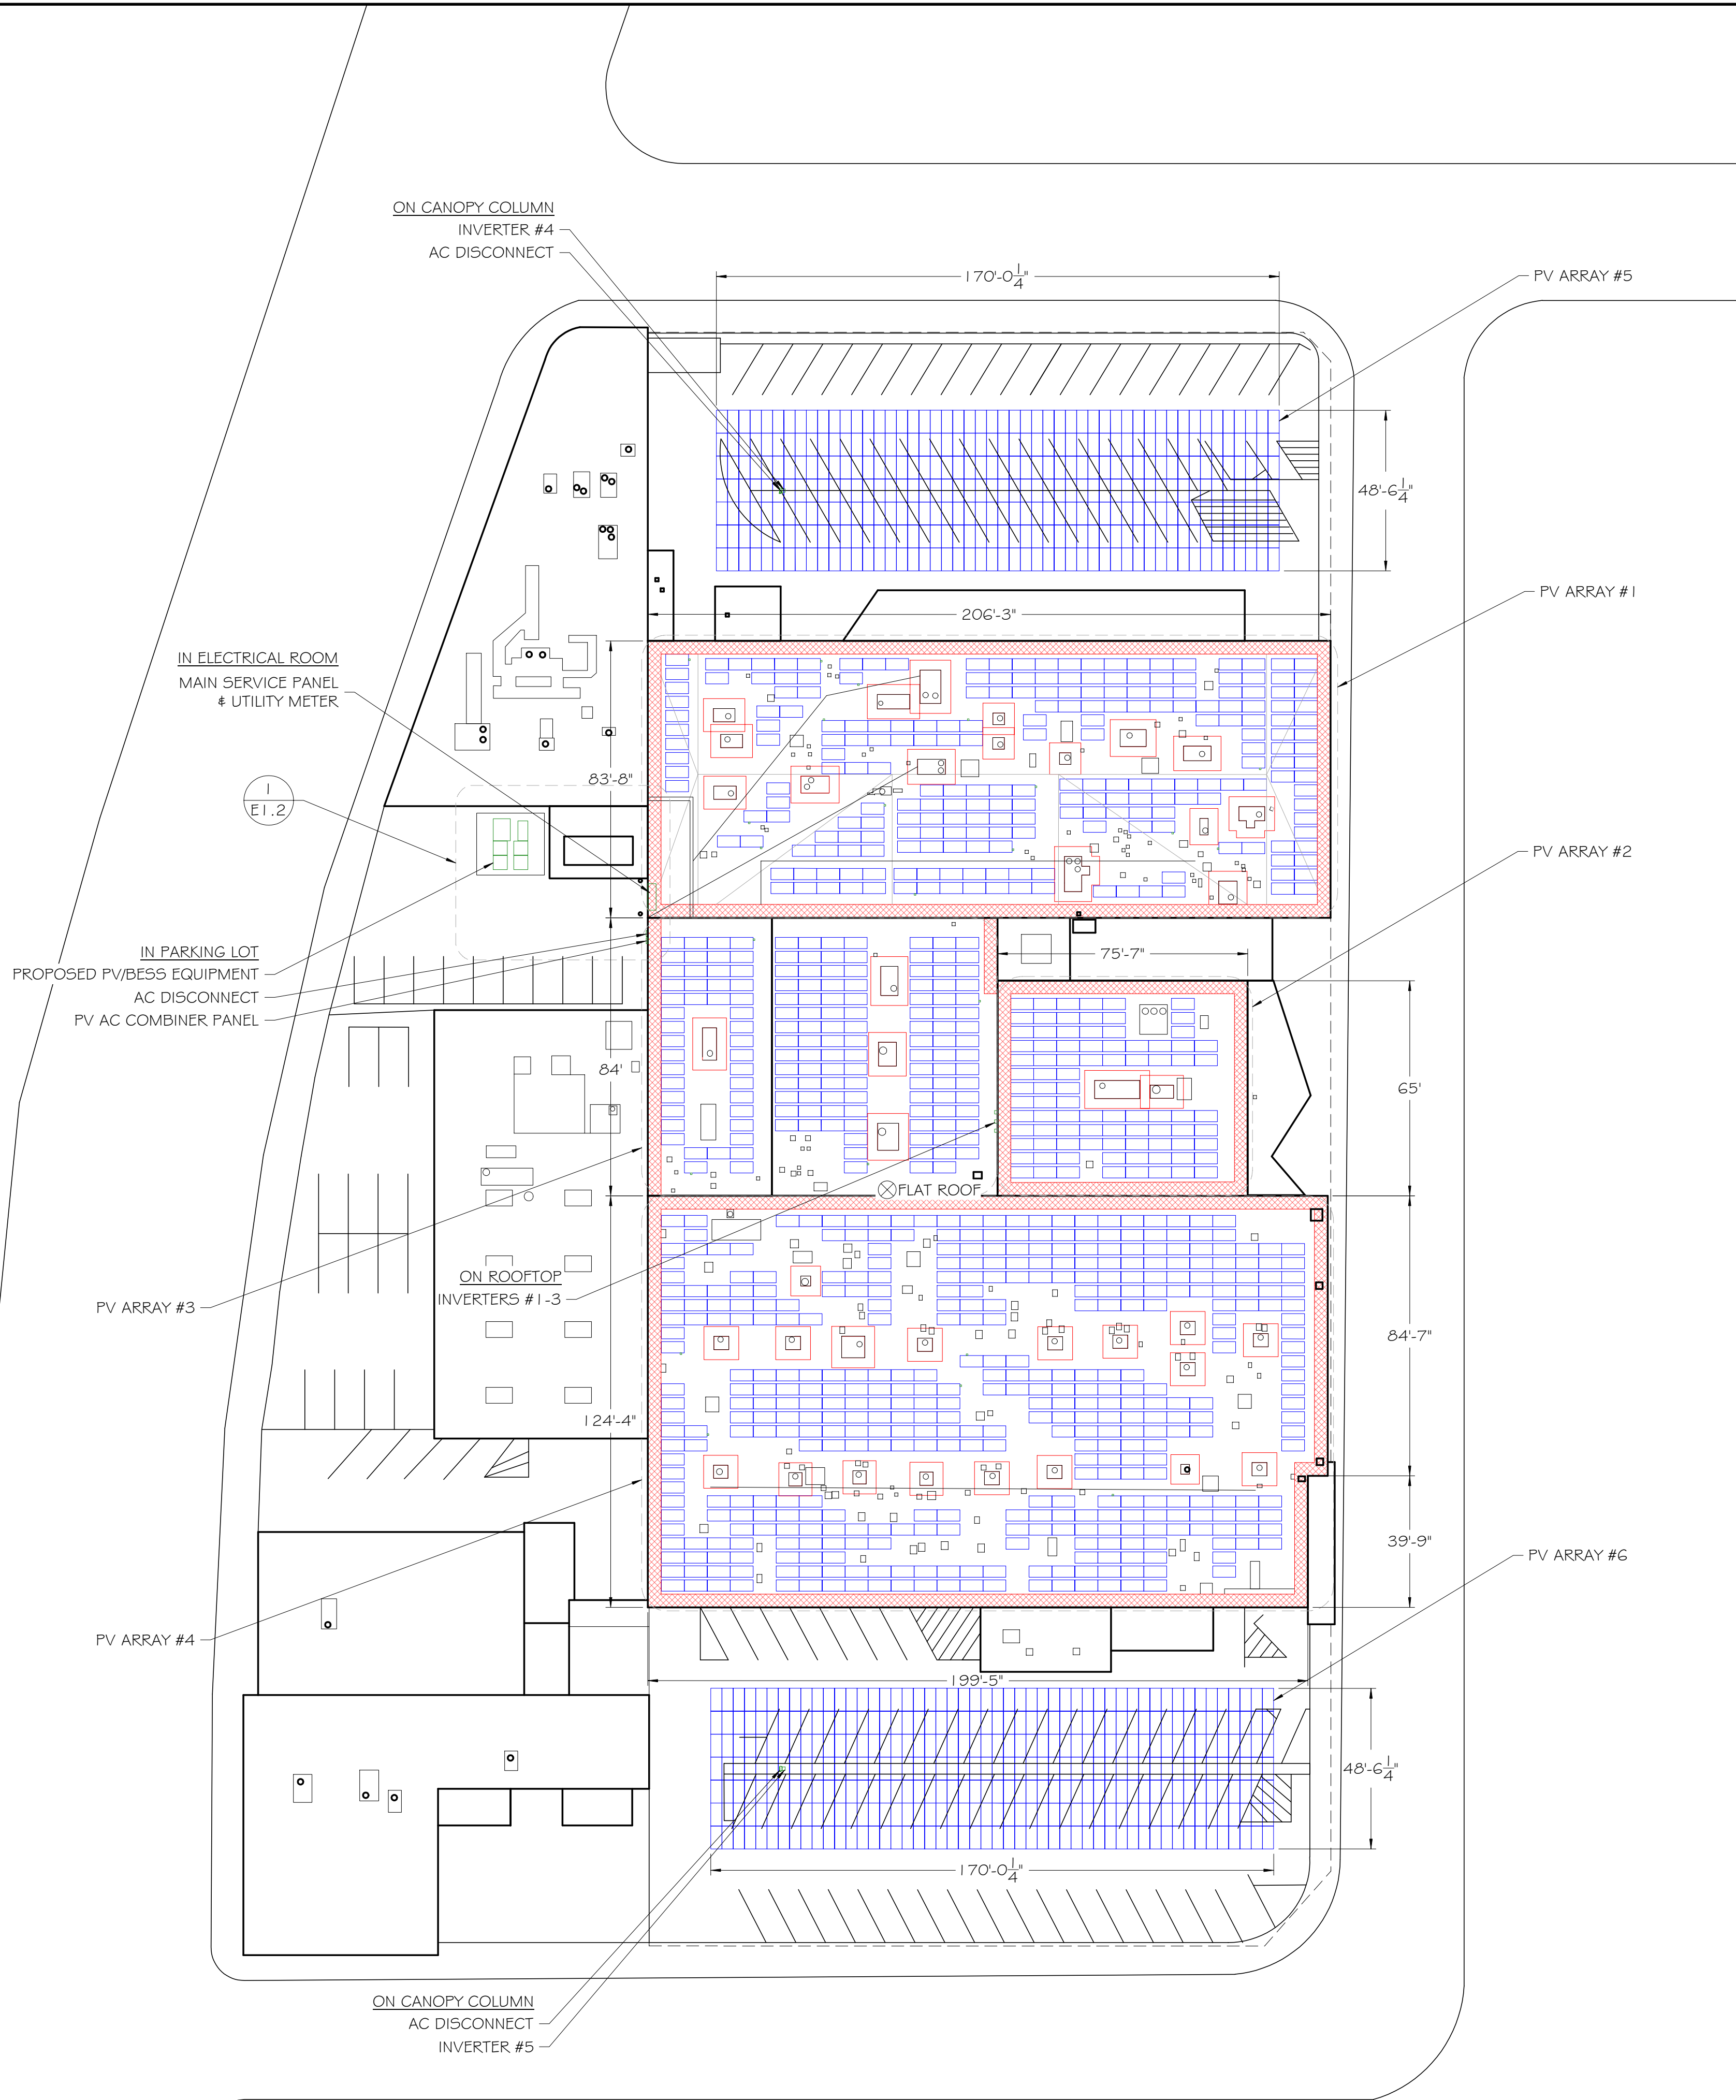 ON CANOPY COLUMN
INVERTER #4
AC DISCONNECT
170'-0 1/4"
PV ARRAY #5
48'-6 1/4"
PV ARRAY #1
206'-3"
IN ELECTRICAL ROOM
MAIN SERVICE PANEL
& UTILITY METER
83'-8"
1
E1.2
PV ARRAY #2
IN PARKING LOT
PROPOSED PV/BESS EQUIPMENT
AC DISCONNECT
PV AC COMBINER PANEL
75'-7"
84'
65'
FLAT ROOF
ON ROOFTOP
INVERTERS #1-3
PV ARRAY #3
84'-7"
124'-4"
39'-9"
PV ARRAY #6
PV ARRAY #4
199'-5"
48'-6 1/4"
170'-0 1/4"
ON CANOPY COLUMN
AC DISCONNECT
INVERTER #5